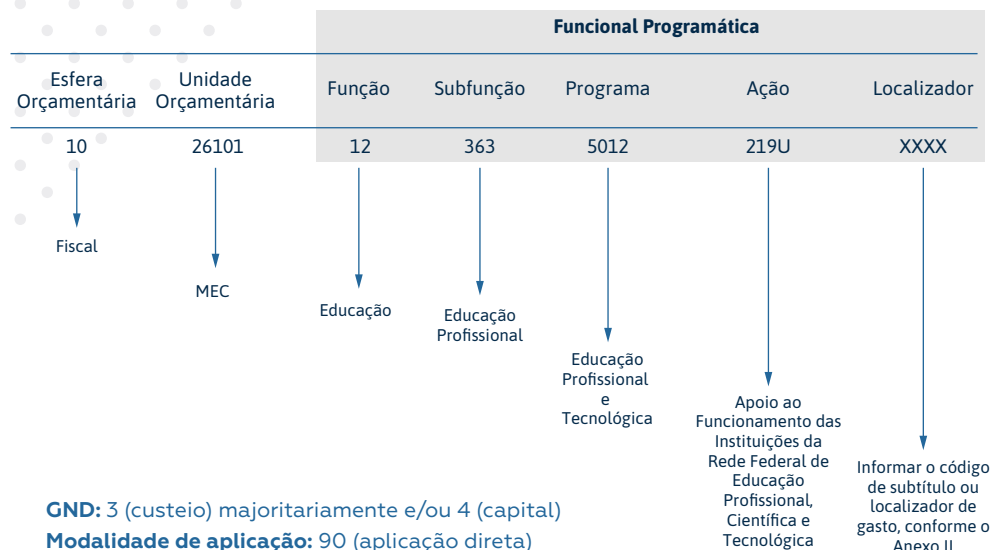 Funcional Programática
Esfera Orçamentária
Unidade Orçamentária
Função
Subfunção
Programa
Ação
Localizador
10
26101
12
363
5012
219U
XXXX
Fiscal
MEC
Educação
Educação
Profissional
Educação
Profissional
e
Tecnológica
Apoio ao
Funcionamento das
Instituições da
Rede Federal de
Educação
Profissional,
Científica e
Tecnológica
Informar o código
de subtítulo ou
localizador de
gasto, conforme o
Anexo II
GND: 3 (custeio) majoritariamente e/ou 4 (capital)
Modalidade de aplicação: 90 (aplicação direta)